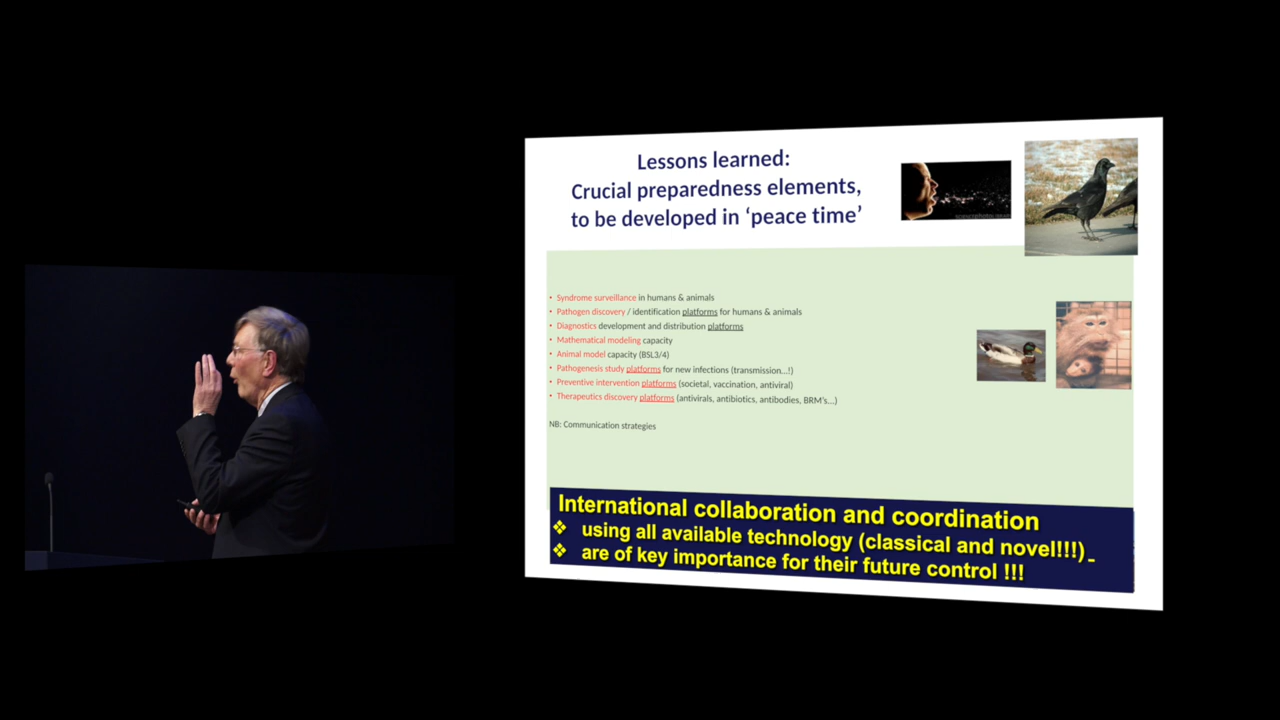 Lessons learned:
Crucial preparedness elements,
to be developed in ‘peace time’
• Syndrome surveillance in humans & animals
• Pathogen discovery / identification platforms for humans & animals
• Diagnostics development and distribution platforms
• Mathematical modeling capacity
• Animal model capacity (BSL3/4)
• Pathogenesis study platforms for new infections (transmission...!)
• Preventive intervention platforms (societal, vaccination, antiviral)
• Therapeutics discovery platforms (antivirals, antibiotics, antibodies, BRM's...)
NB: Communication strategies
International collaboration and coordination
❖ using all available technology (classical and novel!!!)
❖ are of key importance for their future control !!!